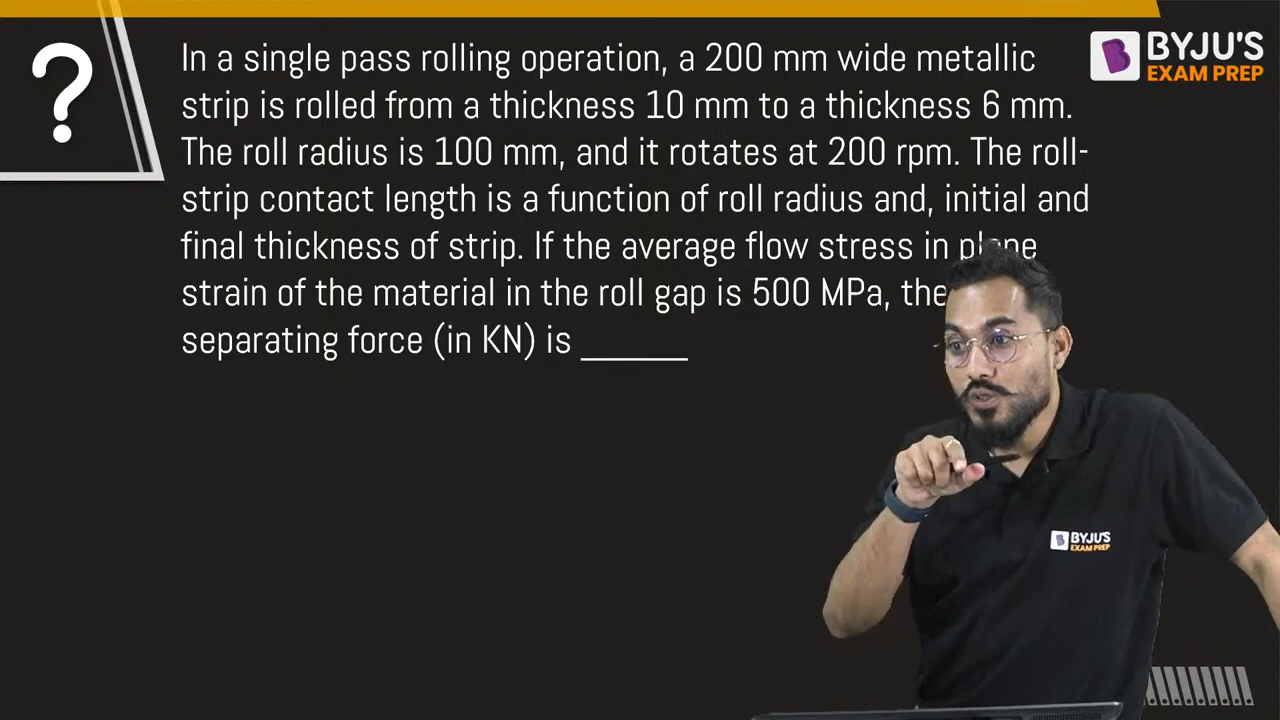 ?
In a single pass rolling operation, a 200 mm wide metallic
strip is rolled from a thickness 10 mm to a thickness 6 mm.
The roll radius is 100 mm, and it rotates at 200 rpm. The roll-
strip contact length is a function of roll radius and, initial and
final thickness of strip. If the average flow stress in plane
strain of the material in the roll gap is 500 MPa, the
separating force (in KN) is ______
BYJU'S
EXAM PREP
BYJU'S
EXAM PREP